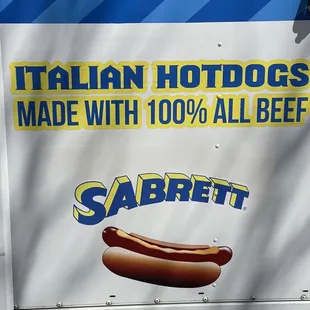 ITALIAN HOTDOGS
MADE WITH 100% ALL BEEF
SABRETT